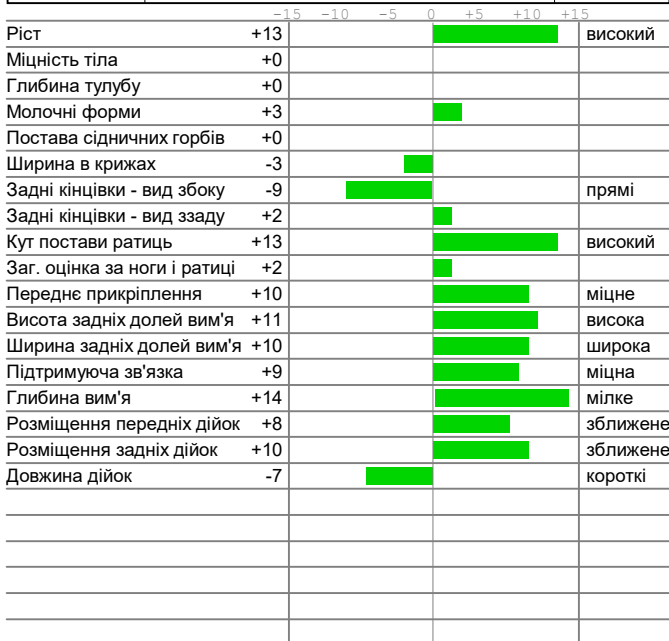 -15 -10 -5 0 +5 +10 +15
Ріст +13 високий
Міцність тіла +0
Глибина тулубу +0
Молочні форми +3
Постава сідничних горбів +0
Ширина в крижах -3
Задні кінцівки - вид збоку -9 прямі
Задні кінцівки - вид ззаду +2
Кут постави ратиць +13 високий
Заг. оцінка за ноги і ратиці +2
Переднє прикріплення +10 міцне
Висота задніх долей вим'я +11 висока
Ширина задніх долей вим'я +10 широка
Підтримуюча зв'язка +9 міцна
Глибина вим'я +14 мілке
Розміщення передніх дійок +8 зближене
Розміщення задніх дійок +10 зближене
Довжина дійок -7 короткі